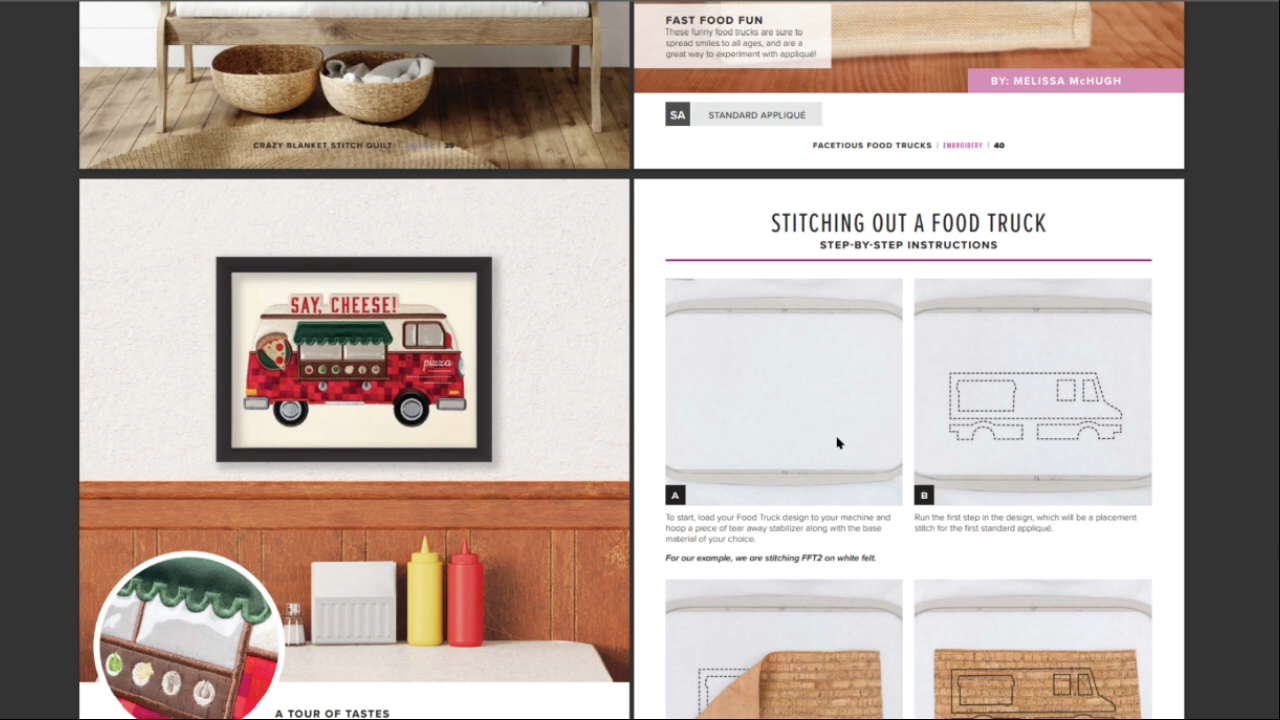 CRAZY BLANKET STITCH QUILT | | 39
FAST FOOD FUN
These funny food trucks are sure to
spread smiles to all ages, and are a
great way to experiment with appliqué!
BY: MELISSA McHUGH
SA STANDARD APPLIQUÉ
FACETIOUS FOOD TRUCKS | EMBROIDERY | 40
SAY, CHEESE!
pizza
A TOUR OF TASTES
STITCHING OUT A FOOD TRUCK
STEP-BY-STEP INSTRUCTIONS
A
To start, load your Food Truck design to your machine and
hoop a piece of tear away stabilizer along with the base
material of your choice.
For our example, we are stitching FFT2 on white felt.
B
Run the first step in the design, which will be a placement
stitch for the first standard appliqué.